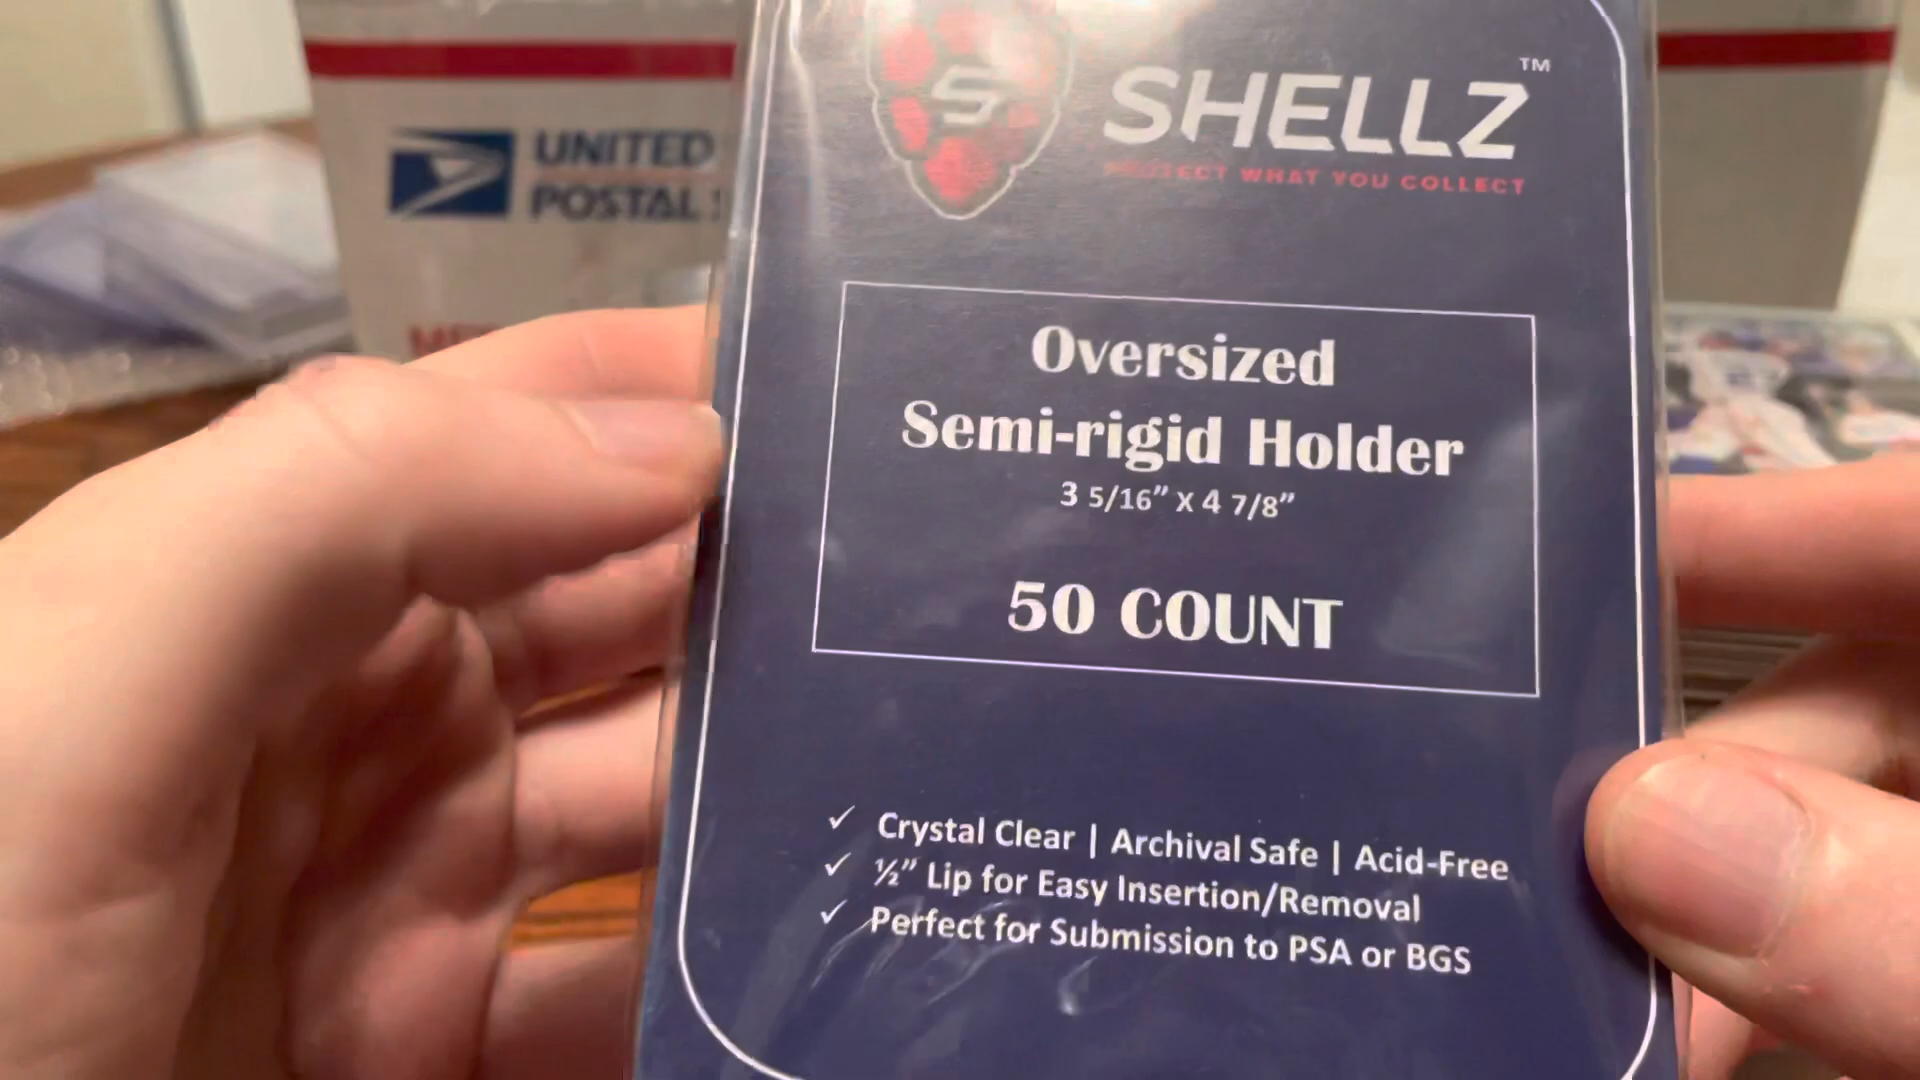 UNITED
POSTAL
S
SHELLZ™
PROTECT WHAT YOU COLLECT
Oversized
Semi-rigid Holder
3 5/16” X 4 7/8”
50 COUNT
✓ Crystal Clear | Archival Safe | Acid-Free
✓ ½” Lip for Easy Insertion/Removal
✓ Perfect for Submission to PSA or BGS